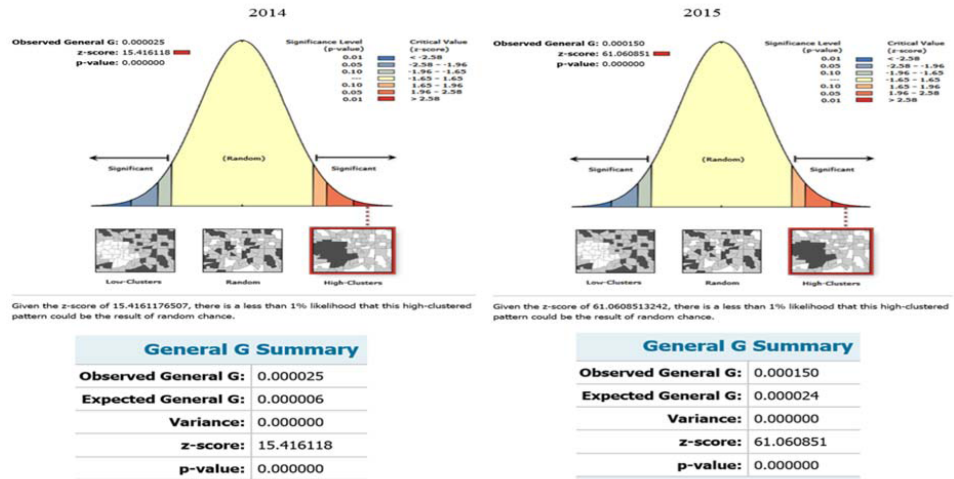 2014
Observed General G: 0.000025
z-score: 15.416118
p-value: 0.000000
Significance Level
(p-value)
0.01
0.05
0.10
---
0.10
0.05
0.01
Critical Value
(z-score)
< -2.58
-2.58 - -1.96
-1.96 - -1.65
-1.65 - 1.65
1.65 - 1.96
1.96 - 2.58
> 2.58
Significant
(Random)
Significant
Low-Clusters
Random
High-Clusters
Given the z-score of 15.4161176507, there is a less than 1% likelihood that this high-clustered
pattern could be the result of random chance.
General G Summary
Observed General G: 0.000025
Expected General G: 0.000006
Variance: 0.000000
z-score: 15.416118
p-value: 0.000000
2015
Observed General G: 0.000150
z-score: 61.060851
p-value: 0.000000
Significance Level
(p-value)
0.01
0.05
0.10
---
0.10
0.05
0.01
Critical Value
(z-score)
< -2.58
-2.58 - -1.96
-1.96 - -1.65
-1.65 - 1.65
1.65 - 1.96
1.96 - 2.58
> 2.58
Significant
(Random)
Significant
Low-Clusters
Random
High-Clusters
Given the z-score of 61.0608513242, there is a less than 1% likelihood that this high-clustered
pattern could be the result of random chance.
General G Summary
Observed General G: 0.000150
Expected General G: 0.000024
Variance: 0.000000
z-score: 61.060851
p-value: 0.000000